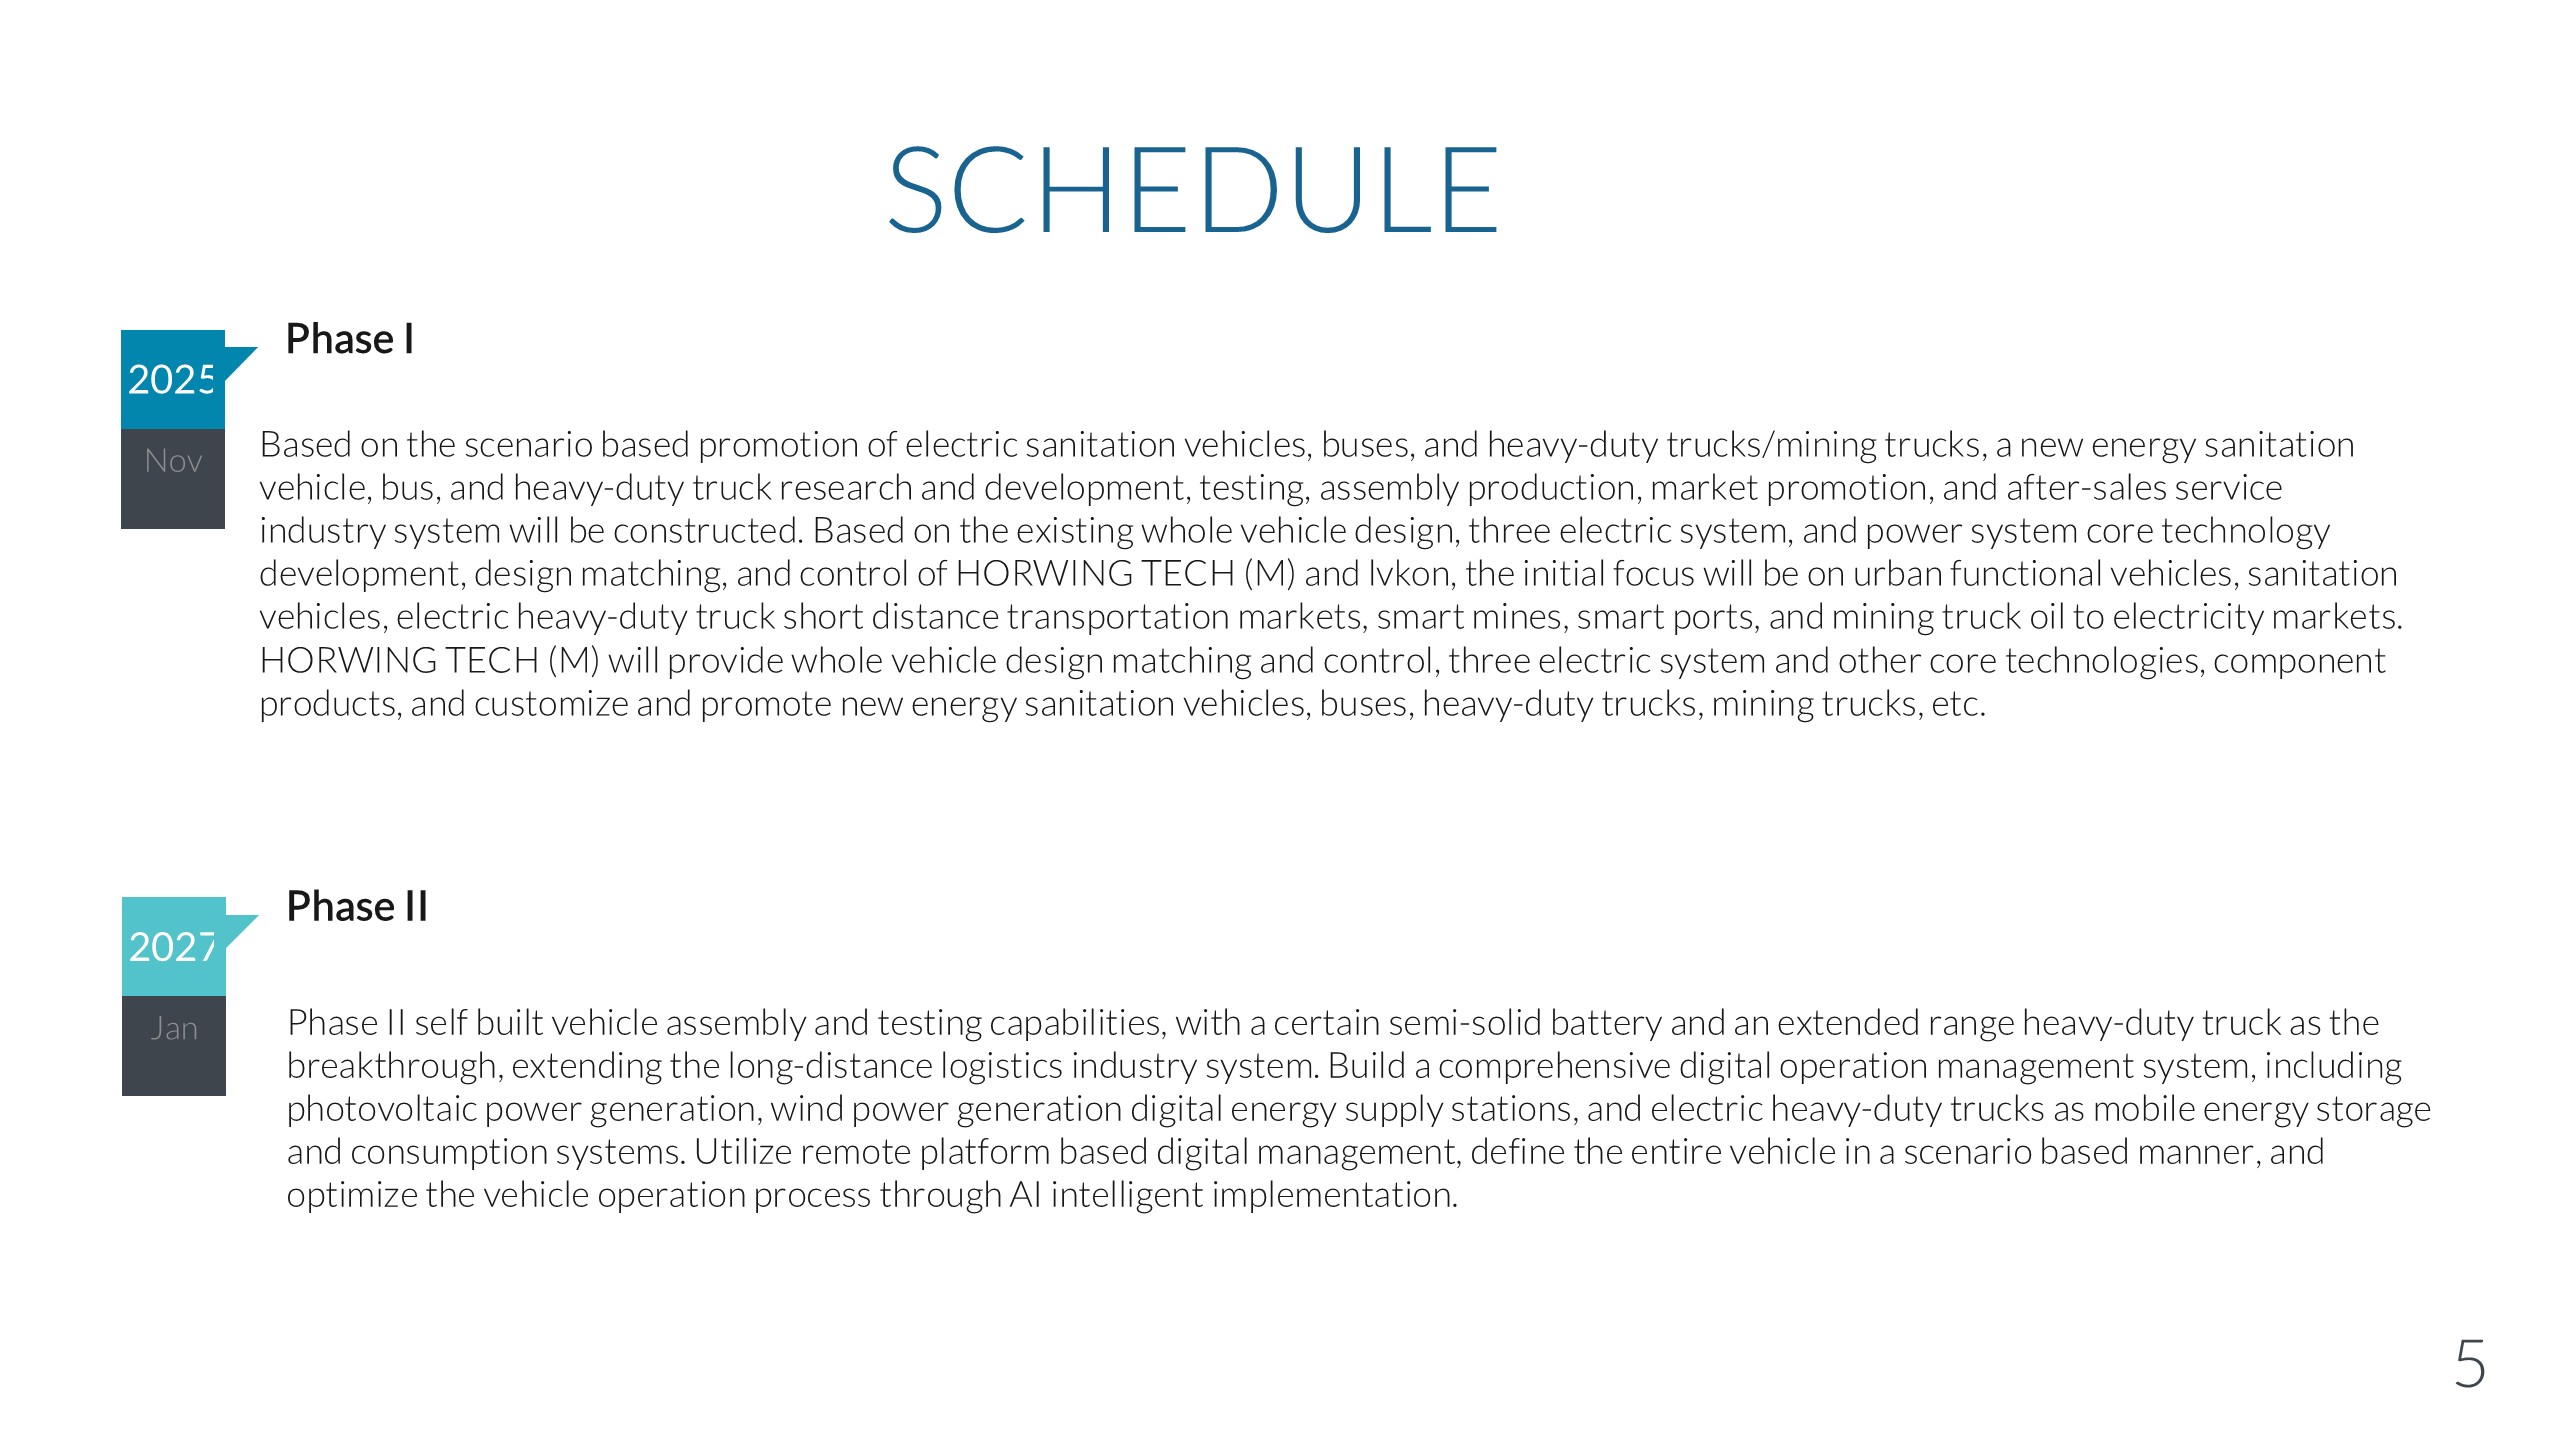 SCHEDULE
Phase I
2025
Nov
Based on the scenario based promotion of electric sanitation vehicles, buses, and heavy-duty trucks/mining trucks, a new energy sanitation
vehicle, bus, and heavy-duty truck research and development, testing, assembly production, market promotion, and after-sales service
industry system will be constructed. Based on the existing whole vehicle design, three electric system, and power system core technology
development, design matching, and control of HORWING TECH (M) and lvkon, the initial focus will be on urban functional vehicles, sanitation
vehicles, electric heavy-duty truck short distance transportation markets, smart mines, smart ports, and mining truck oil to electricity markets.
HORWING TECH (M) will provide whole vehicle design matching and control, three electric system and other core technologies, component
products, and customize and promote new energy sanitation vehicles, buses, heavy-duty trucks, mining trucks, etc.
Phase II
2027
Jan
Phase II self built vehicle assembly and testing capabilities, with a certain semi-solid battery and an extended range heavy-duty truck as the
breakthrough, extending the long-distance logistics industry system. Build a comprehensive digital operation management system, including
photovoltaic power generation, wind power generation digital energy supply stations, and electric heavy-duty trucks as mobile energy storage
and consumption systems. Utilize remote platform based digital management, define the entire vehicle in a scenario based manner, and
optimize the vehicle operation process through AI intelligent implementation.
5